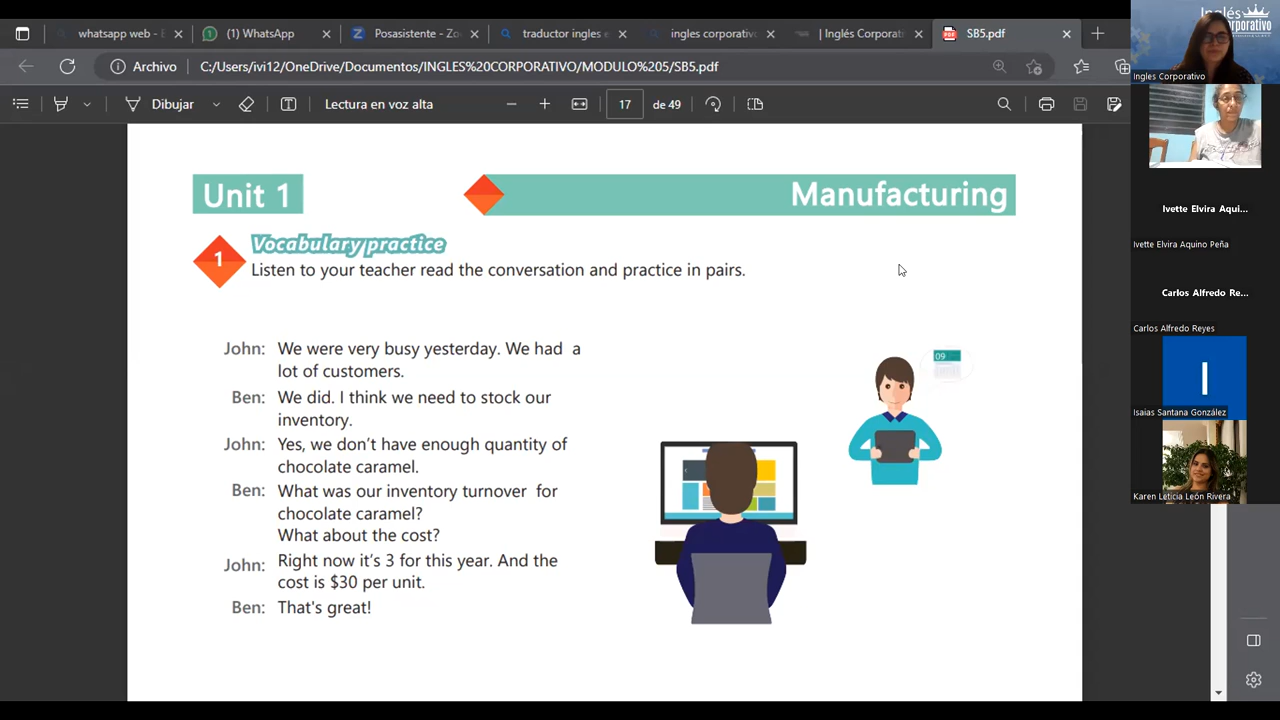 whatsapp web - E
(1) WhatsApp
Posasistente - Zo
traductor ingles e
ingles corporativ
| Inglés Corporat
SB5.pdf
Archivo
C:/Users/ivi12/OneDrive/Documentos/INGLES%20CORPORATIVO/MODULO%205/SB5.pdf
Dibujar
Lectura en voz alta
17
de 49
Unit 1
Manufacturing
1
Vocabulary practice
Listen to your teacher read the conversation and practice in pairs.
John: We were very busy yesterday. We had a
lot of customers.
Ben: We did. I think we need to stock our
inventory.
John: Yes, we don't have enough quantity of
chocolate caramel.
Ben: What was our inventory turnover for
chocolate caramel?
What about the cost?
John: Right now it's 3 for this year. And the
cost is $30 per unit.
Ben: That's great!
09
Inglés
Corporativo
Ingles Corporativo
Ivette Elvira Aqui...
Ivette Elvira Aquino Peña
Carlos Alfredo Re...
Carlos Alfredo Reyes
I
Isaias Santana González
Karen Leticia León Rivera